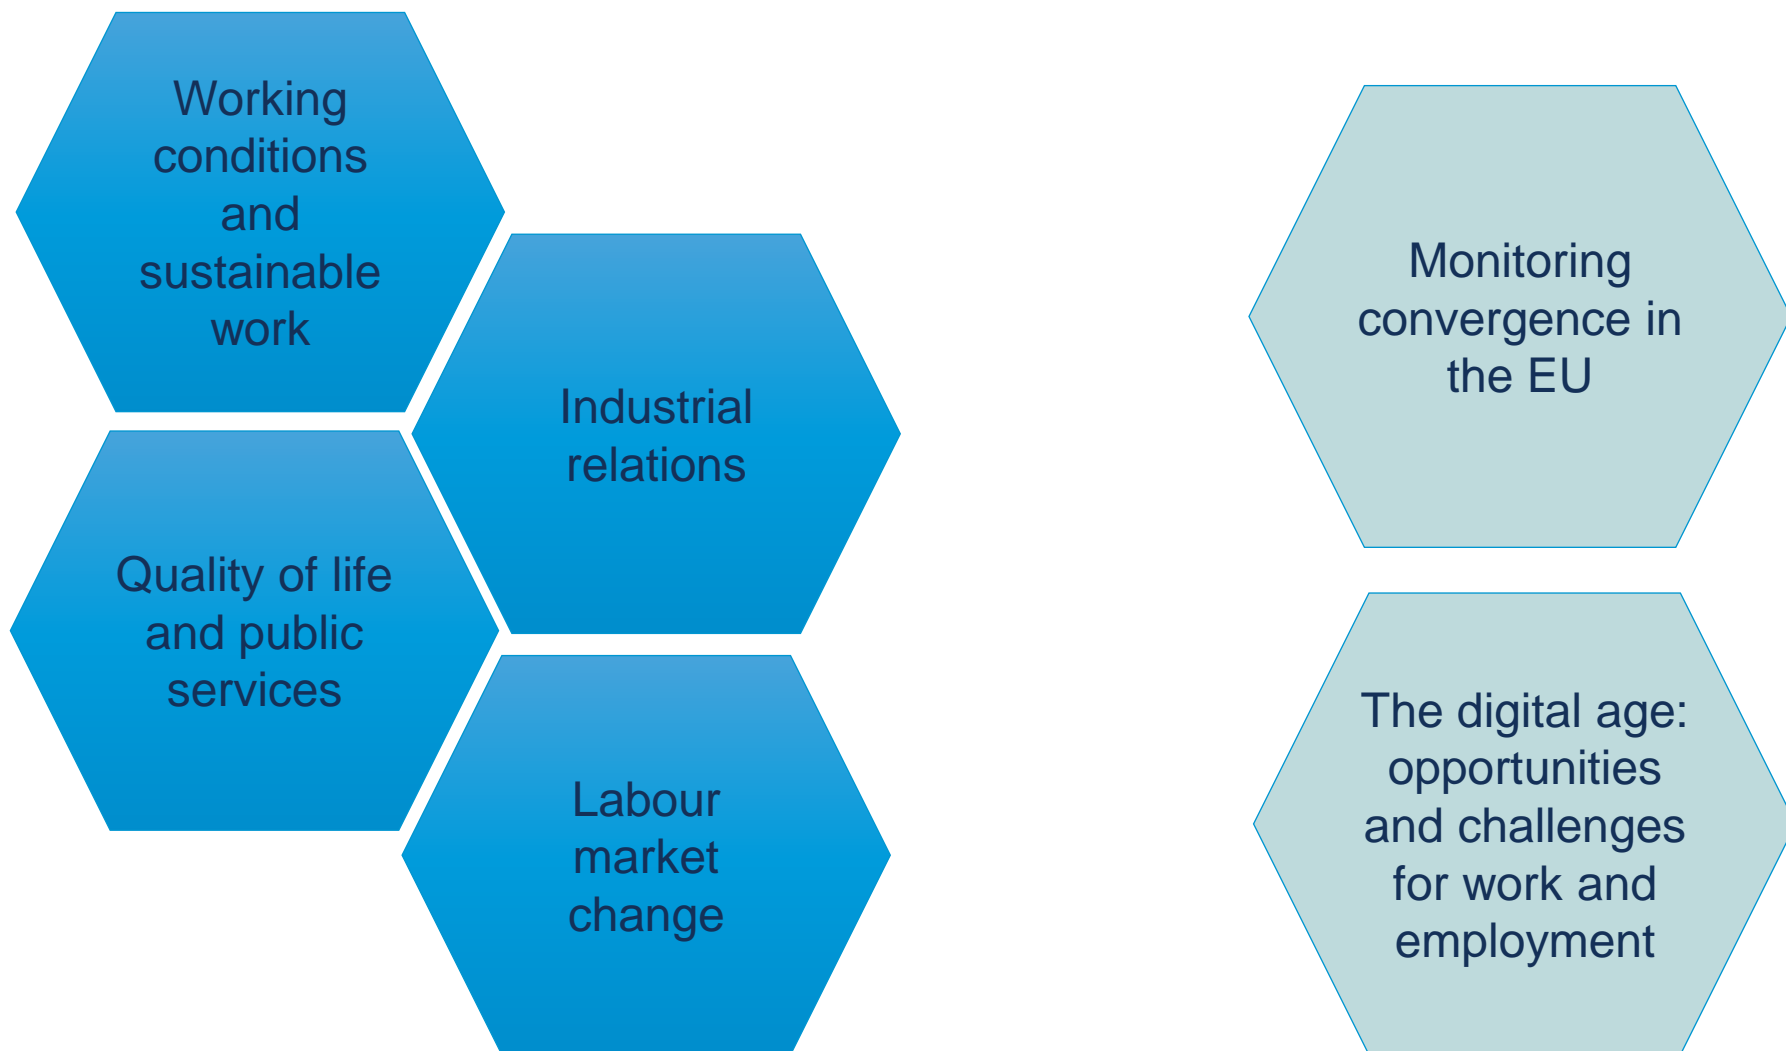 Working
conditions
and
sustainable
work
Industrial
relations
Quality of life
and public
services
Labour
market
change
Monitoring
convergence in
the EU
The digital age:
opportunities
and challenges
for work and
employment